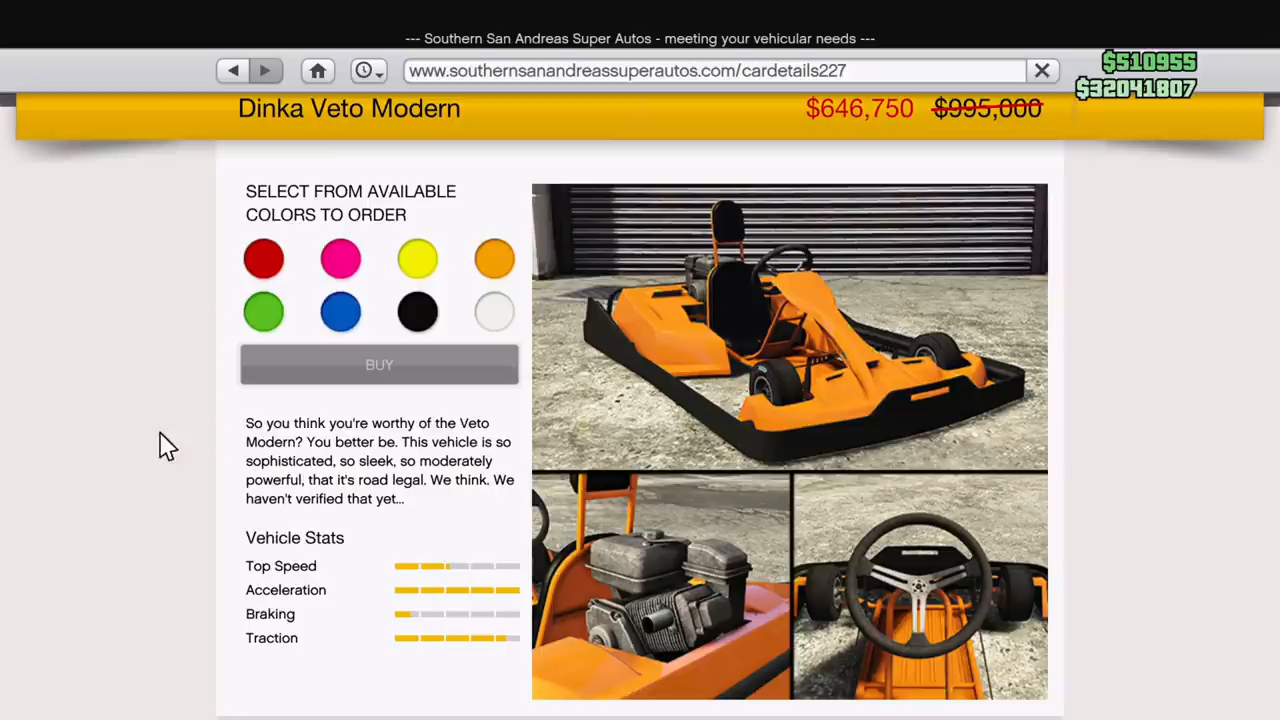 --- Southern San Andreas Super Autos - meeting your vehicular needs ---
www.southernsanandreassuperautos.com/cardetails227
$510955
$32041807
Dinka Veto Modern
$646,750 $995,000
SELECT FROM AVAILABLE
COLORS TO ORDER
BUY
So you think you're worthy of the Veto
Modern? You better be. This vehicle is so
sophisticated, so sleek, so moderately
powerful, that it's road legal. We think. We
haven't verified that yet...
Vehicle Stats
Top Speed
Acceleration
Braking
Traction